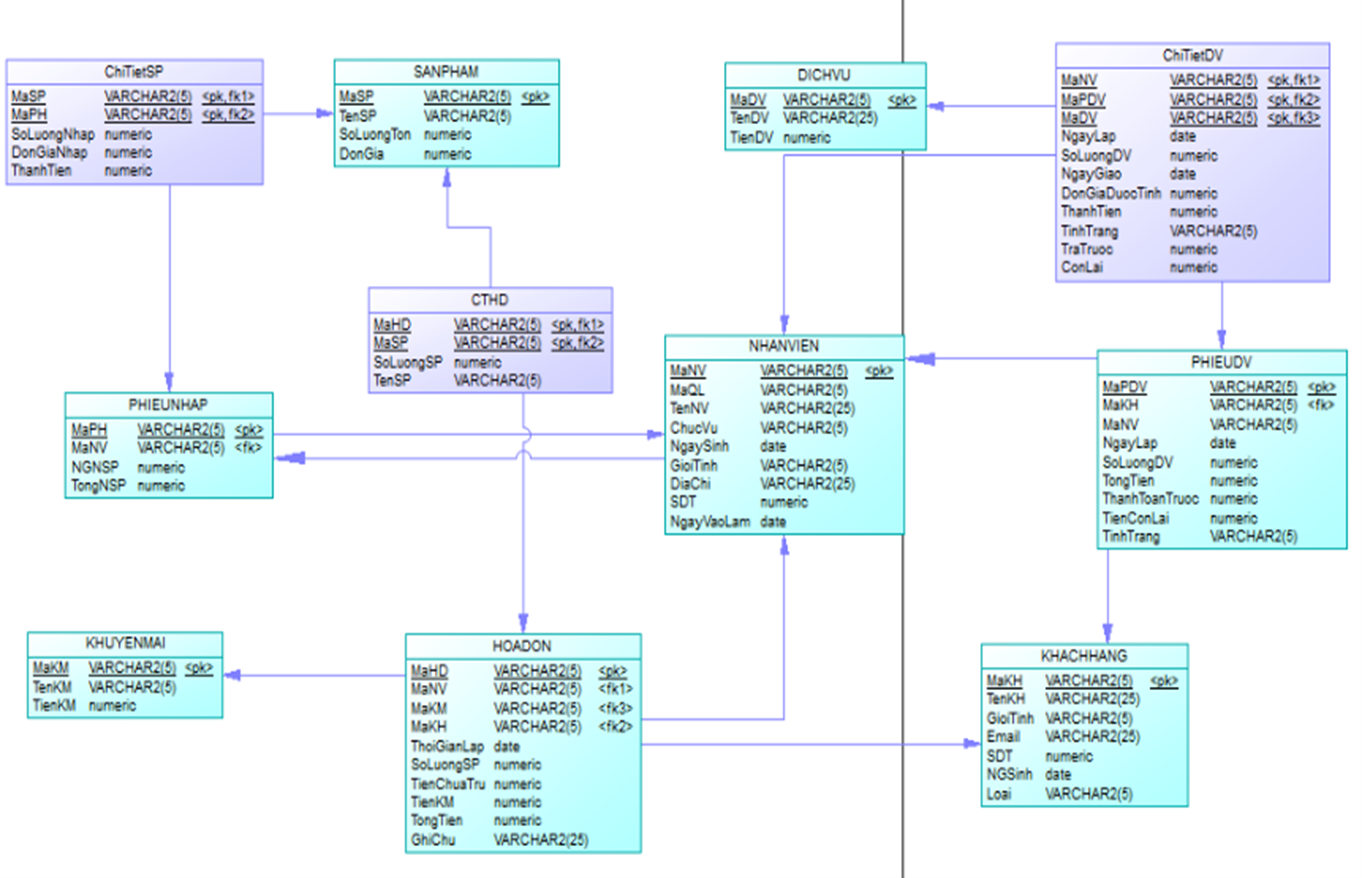 ChiTietSP
MaSP VARCHAR2(5) <pk,fk1>
MaPH VARCHAR2(5) <pk,fk2>
SoLuongNhap numeric
DonGiaNhap numeric
ThanhTien numeric
SANPHAM
MaSP VARCHAR2(5) <pk>
TenSP VARCHAR2(5)
SoLuongTon numeric
DonGia numeric
DICHVU
MaDV VARCHAR2(5) <pk>
TenDV VARCHAR2(25)
TienDV numeric
ChiTietDV
MaNV VARCHAR2(5) <pk,fk1>
MaPDV VARCHAR2(5) <pk,fk2>
MaDV VARCHAR2(5) <pk,fk3>
NgayLap date
SoLuongDV numeric
NgayGiao date
DonGiaDuocTinh numeric
ThanhTien numeric
TinhTrang VARCHAR2(5)
TraTruoc numeric
ConLai numeric
CTHD
MaHD VARCHAR2(5) <pk,fk1>
MaSP VARCHAR2(5) <pk,fk2>
SoLuongSP numeric
TenSP VARCHAR2(5)
PHIEUNHAP
MaPH VARCHAR2(5) <pk>
MaNV VARCHAR2(5) <fk>
NGNSP numeric
TongNSP numeric
NHANVIEN
MaNV VARCHAR2(5) <pk>
MaQL VARCHAR2(5)
TenNV VARCHAR2(25)
ChucVu VARCHAR2(5)
NgaySinh date
GioiTinh VARCHAR2(5)
DiaChi VARCHAR2(25)
SDT numeric
NgayVaoLam date
PHIEUDV
MaPDV VARCHAR2(5) <pk>
MaKH VARCHAR2(5) <fk>
MaNV VARCHAR2(5)
NgayLap date
SoLuongDV numeric
TongTien numeric
ThanhToanTruoc numeric
TienConLai numeric
TinhTrang VARCHAR2(5)
KHUYENMAI
MaKM VARCHAR2(5) <pk>
TenKM VARCHAR2(5)
TienKM numeric
HOADON
MaHD VARCHAR2(5) <pk>
MaNV VARCHAR2(5) <fk1>
MaKM VARCHAR2(5) <fk3>
MaKH VARCHAR2(5) <fk2>
ThoiGianLap date
SoLuongSP numeric
TienChuaTru numeric
TienKM numeric
TongTien numeric
GhiChu VARCHAR2(25)
KHACHHANG
MaKH VARCHAR2(5) <pk>
TenKH VARCHAR2(25)
GioiTinh VARCHAR2(5)
Email VARCHAR2(25)
SDT numeric
NGSinh date
Loai VARCHAR2(5)